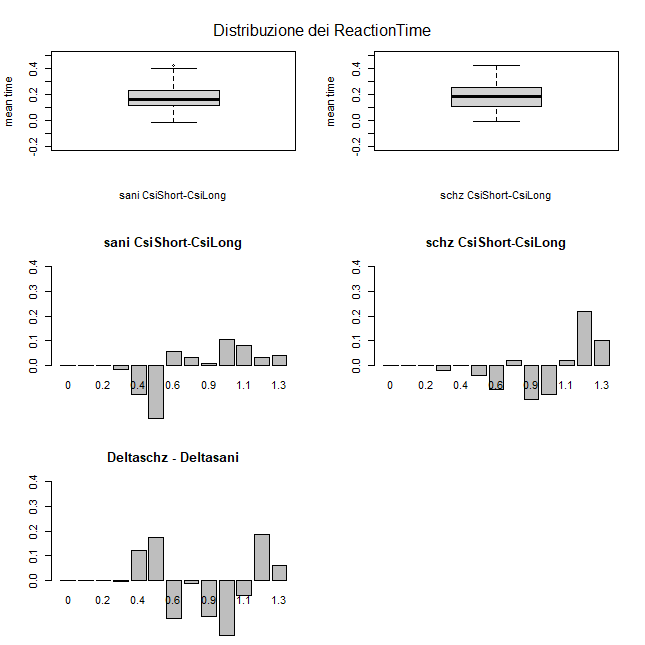 Distribuzione dei ReactionTime
mean time
-0.2 0.0 0.2 0.4
sani CsiShort-CsiLong
mean time
-0.2 0.0 0.2 0.4
schz CsiShort-CsiLong
sani CsiShort-CsiLong
0.0 0.1 0.2 0.3 0.4
0 0.2 0.4 0.6 0.9 1.1 1.3
schz CsiShort-CsiLong
0.0 0.1 0.2 0.3 0.4
0 0.2 0.4 0.6 0.9 1.1 1.3
Deltaschz - Deltasani
0.0 0.1 0.2 0.3 0.4
0 0.2 0.4 0.6 0.9 1.1 1.3